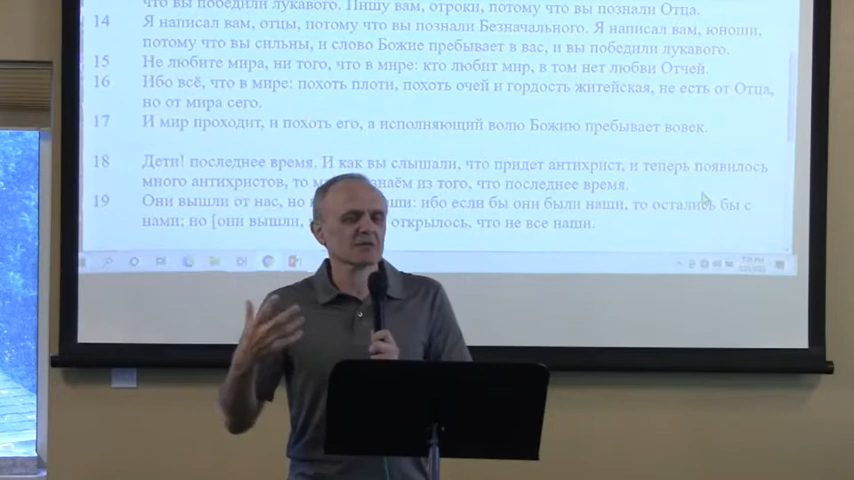 что вы победили лукавого. Пишу вам, отроки, потому что вы познали Отца.
14 Я написал вам, отцы, потому что вы познали Безначального. Я написал вам, юноши,
потому что вы сильны, и слово Божие пребывает в вас, и вы победили лукавого.
15 Не любите мира, ни того, что в мире: кто любит мир, в том нет любви Отчей.
16 Ибо всё, что в мире: похоть плоти, похоть очей и гордость житейская, не есть от Отца,
но от мира сего.
17 И мир проходит, и похоть его, а исполняющий волю Божию пребывает вовек.
18 Дети! последнее время. И как вы слышали, что придет антихрист, и теперь появилось
много антихристов, то знаём из того, что последнее время.
19 Они вышли от нас, но не ши: ибо если бы они были наши, то остались бы с
нами; но [они вышли, открылось, что не все наши.